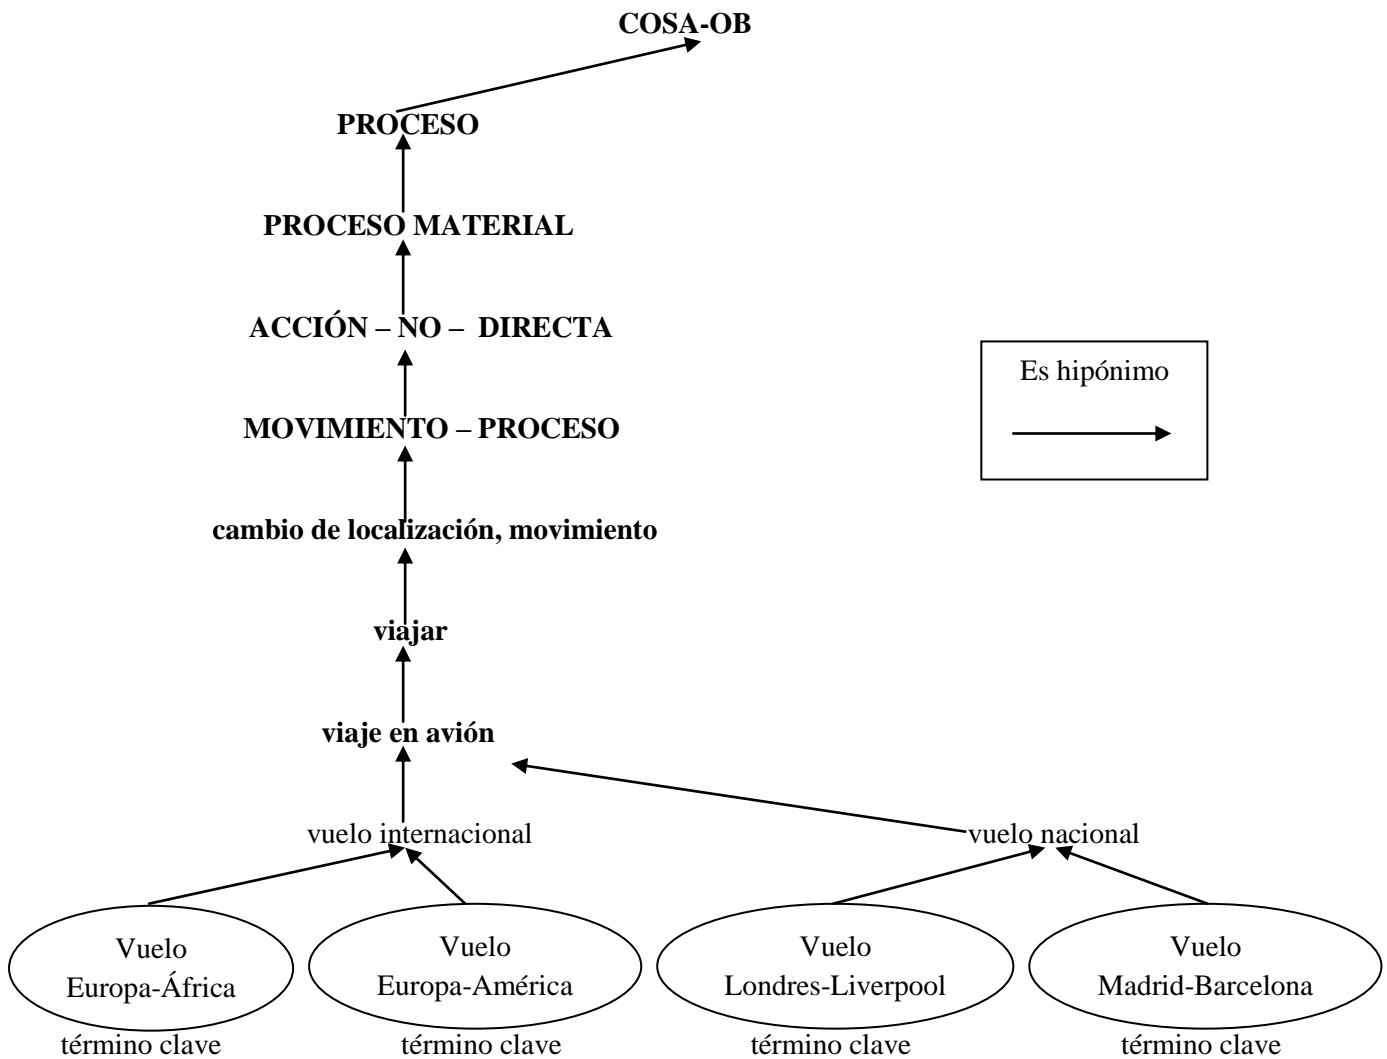 COSA-OB
PROCESO
PROCESO MATERIAL
ACCIÓN – NO – DIRECTA
Es hipónimo
MOVIMIENTO – PROCESO
cambio de localización, movimiento
viajar
viaje en avión
vuelo internacional
vuelo nacional
Vuelo
Europa-África
Vuelo
Europa-América
Vuelo
Londres-Liverpool
Vuelo
Madrid-Barcelona
término clave
término clave
término clave
término clave